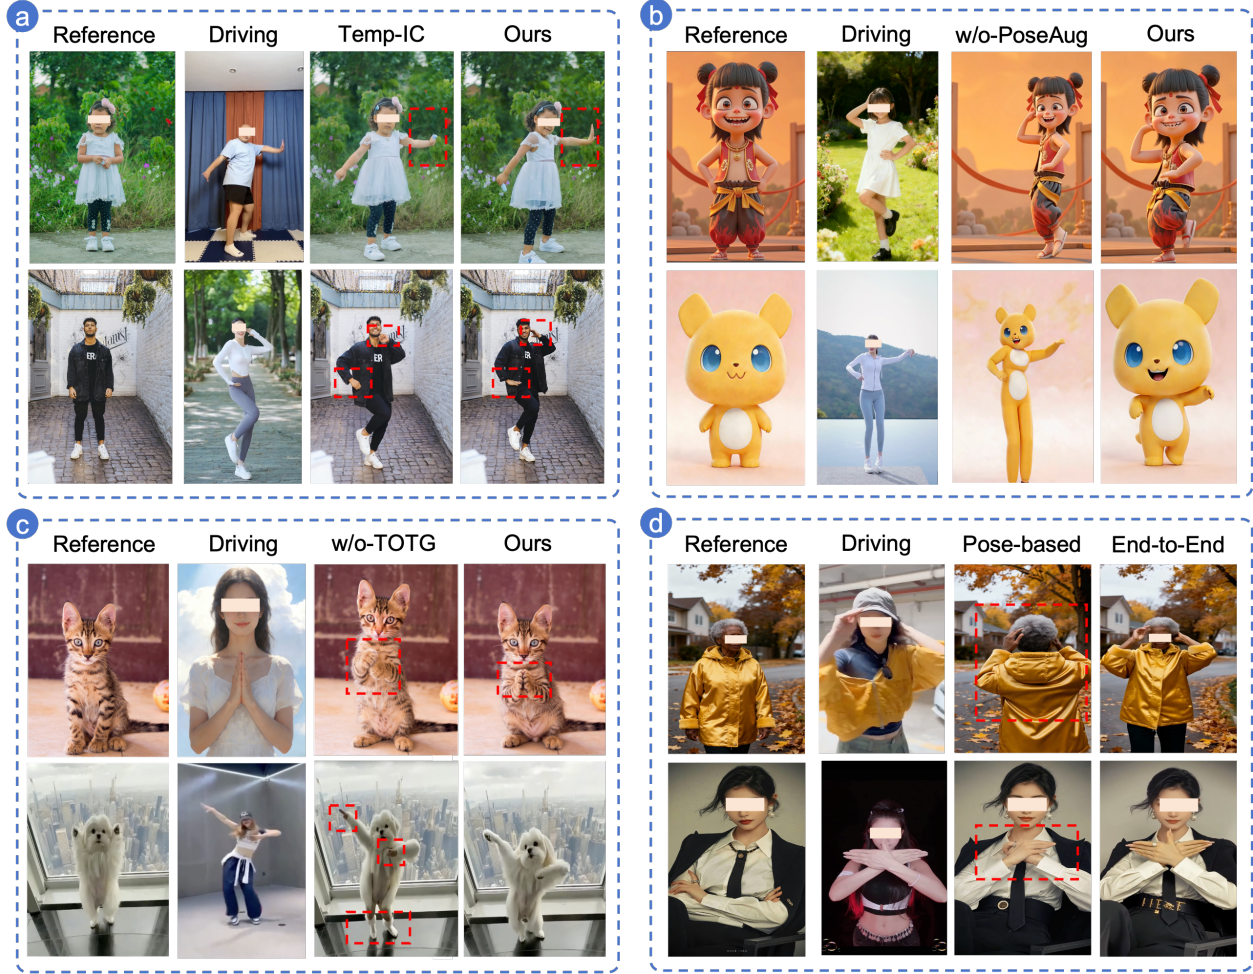 a
Reference Driving Temp-IC Ours
ER
ER
ER
b
Reference Driving w/o-PoseAug Ours
c
Reference Driving w/o-TOTG Ours
d
Reference Driving Pose-based End-to-End